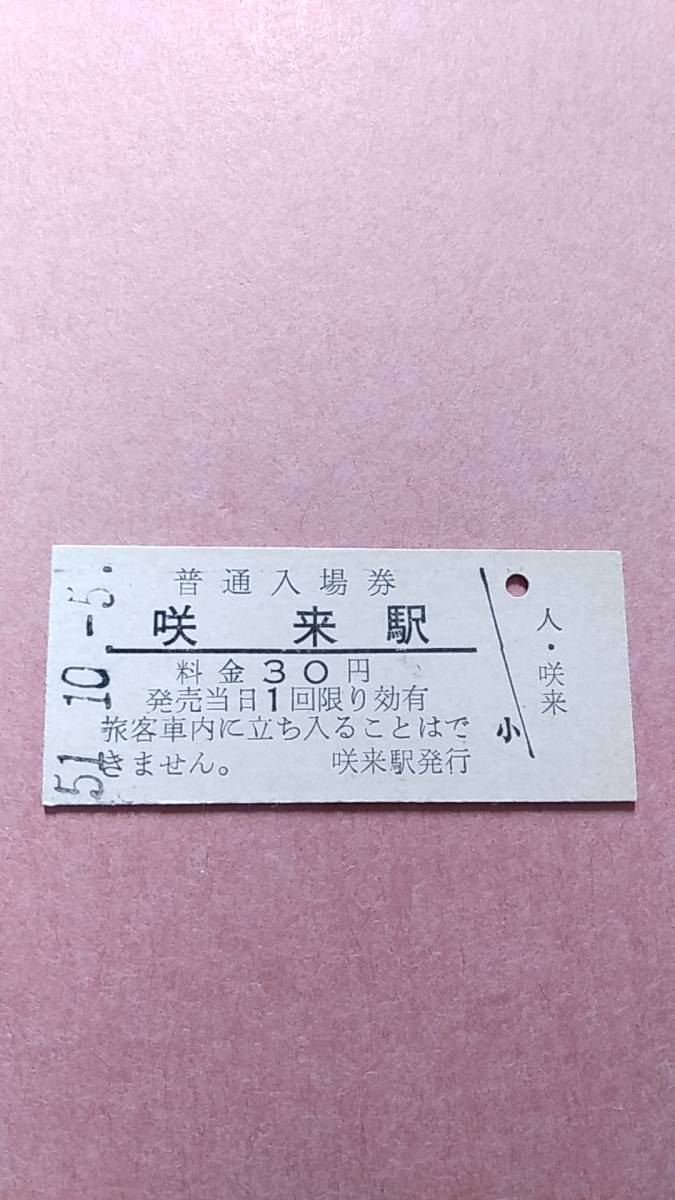 51.10.-5.
普通入場券
咲来駅
料金30円
発売当日1回限り効有
旅客車内に立ち入ることはで
きません。 咲来駅発行
小
人・咲来